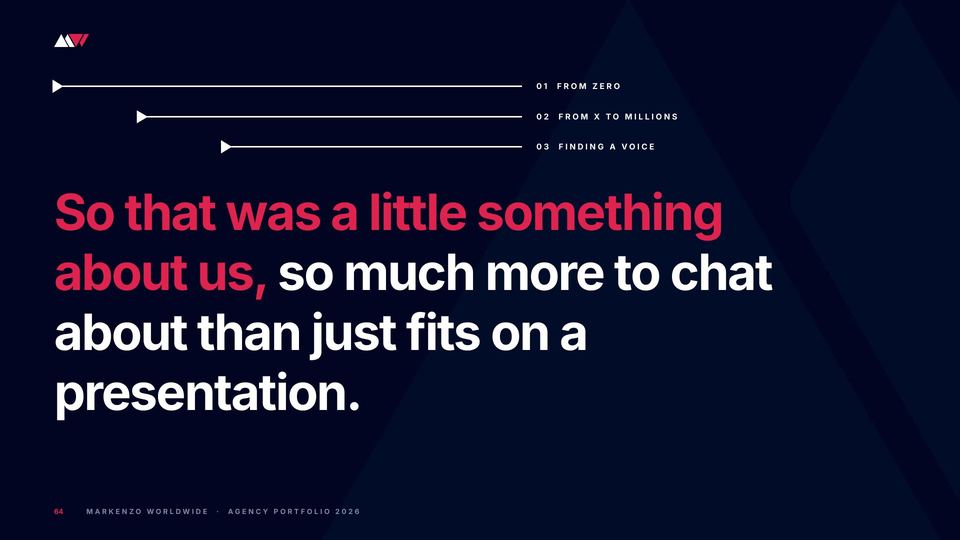 01 FROM ZERO
02 FROM X TO MILLIONS
03 FINDING A VOICE
So that was a little something
about us, so much more to chat
about than just fits on a
presentation.
64 MARKENZO WORLDWIDE · AGENCY PORTFOLIO 2026